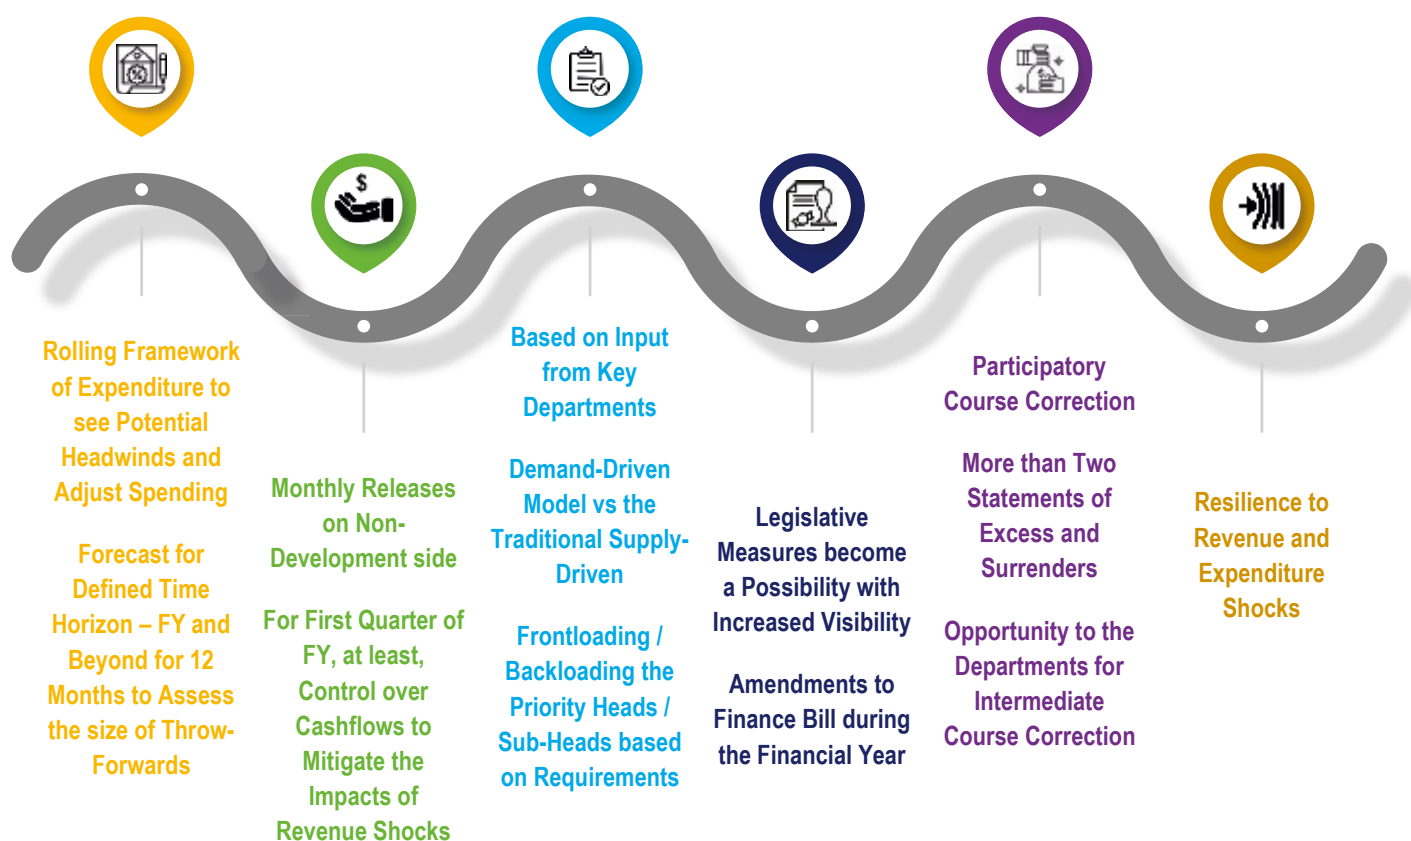 $
Rolling Framework
of Expenditure to
see Potential
Headwinds and
Adjust Spending
Forecast for
Defined Time
Horizon – FY and
Beyond for 12
Months to Assess
the size of Throw-
Forwards
Monthly Releases
on Non-
Development side
For First Quarter of
FY, at least,
Control over
Cashflows to
Mitigate the
Impacts of
Revenue Shocks
Based on Input
from Key
Departments
Demand-Driven
Model vs the
Traditional Supply-
Driven
Frontloading /
Backloading the
Priority Heads /
Sub-Heads based
on Requirements
Legislative
Measures become
a Possibility with
Increased Visibility
Amendments to
Finance Bill during
the Financial Year
Participatory
Course Correction
More than Two
Statements of
Excess and
Surrenders
Opportunity to the
Departments for
Intermediate
Course Correction
Resilience to
Revenue and
Expenditure
Shocks